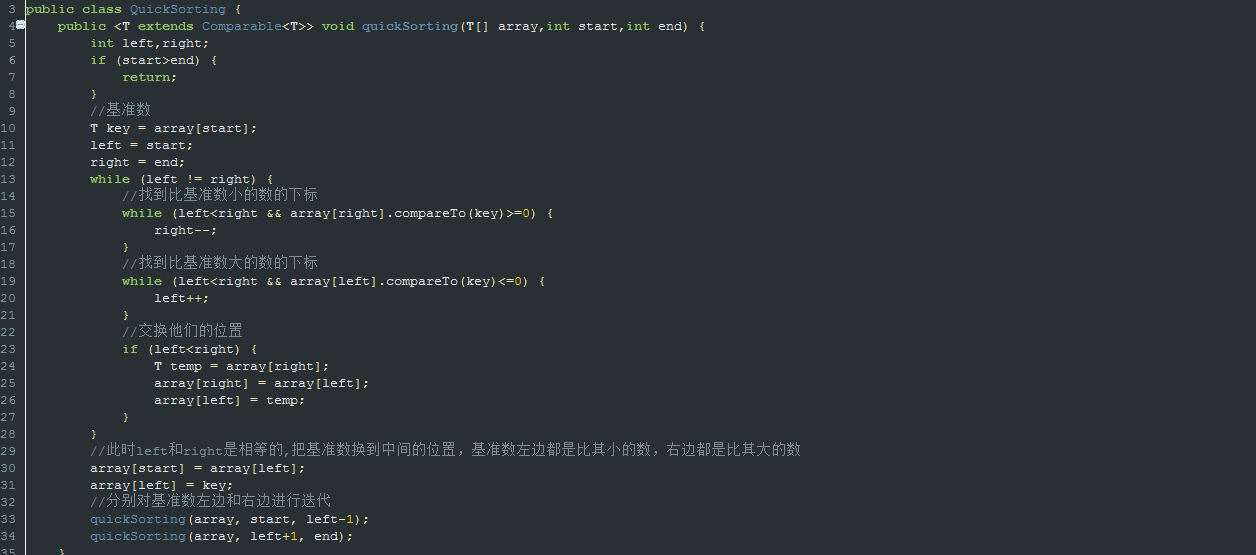 3 public class QuickSorting {
4 public <T extends Comparable<T>> void quickSorting(T[] array,int start,int end) {
5 int left,right;
6 if (start>end) {
7 return;
8 }
9 //基准数
10 T key = array[start];
11 left = start;
12 right = end;
13 while (left != right) {
14 //找到比基准数小的数的下标
15 while (left<right && array[right].compareTo(key)>=0) {
16 right--;
17 }
18 //找到比基准数大的数的下标
19 while (left<right && array[left].compareTo(key)<=0) {
20 left++;
21 }
22 //交换他们的位置
23 if (left<right) {
24 T temp = array[right];
25 array[right] = array[left];
26 array[left] = temp;
27 }
28 }
29 //此时left和right是相等的,把基准数换到中间的位置，基准数左边都是比其小的数，右边都是比其大的数
30 array[start] = array[left];
31 array[left] = key;
32 //分别对基准数左边和右边进行迭代
33 quickSorting(array, start, left-1);
34 quickSorting(array, left+1, end);
35 }